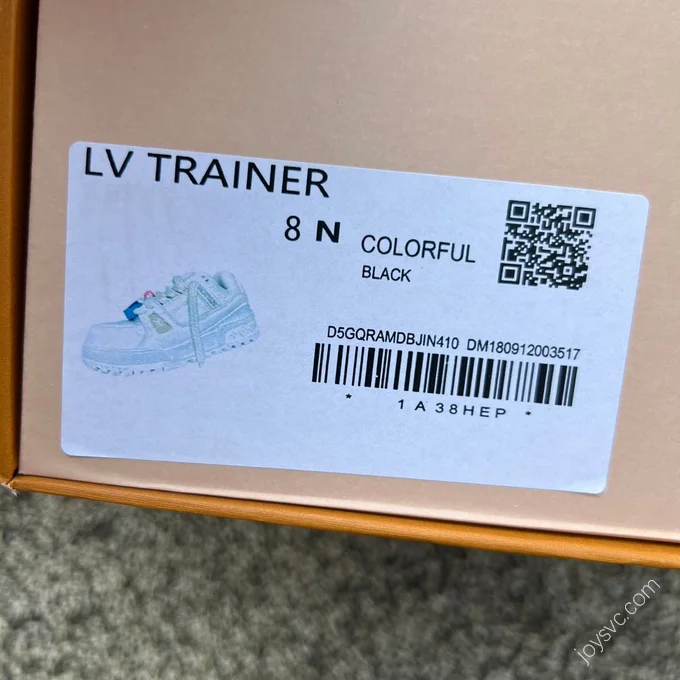 LV TRAINER
8 N
COLORFUL
BLACK
D5GQRAMDBJIN410 DM180912003517
* 1A38HEP *
joysvc.com